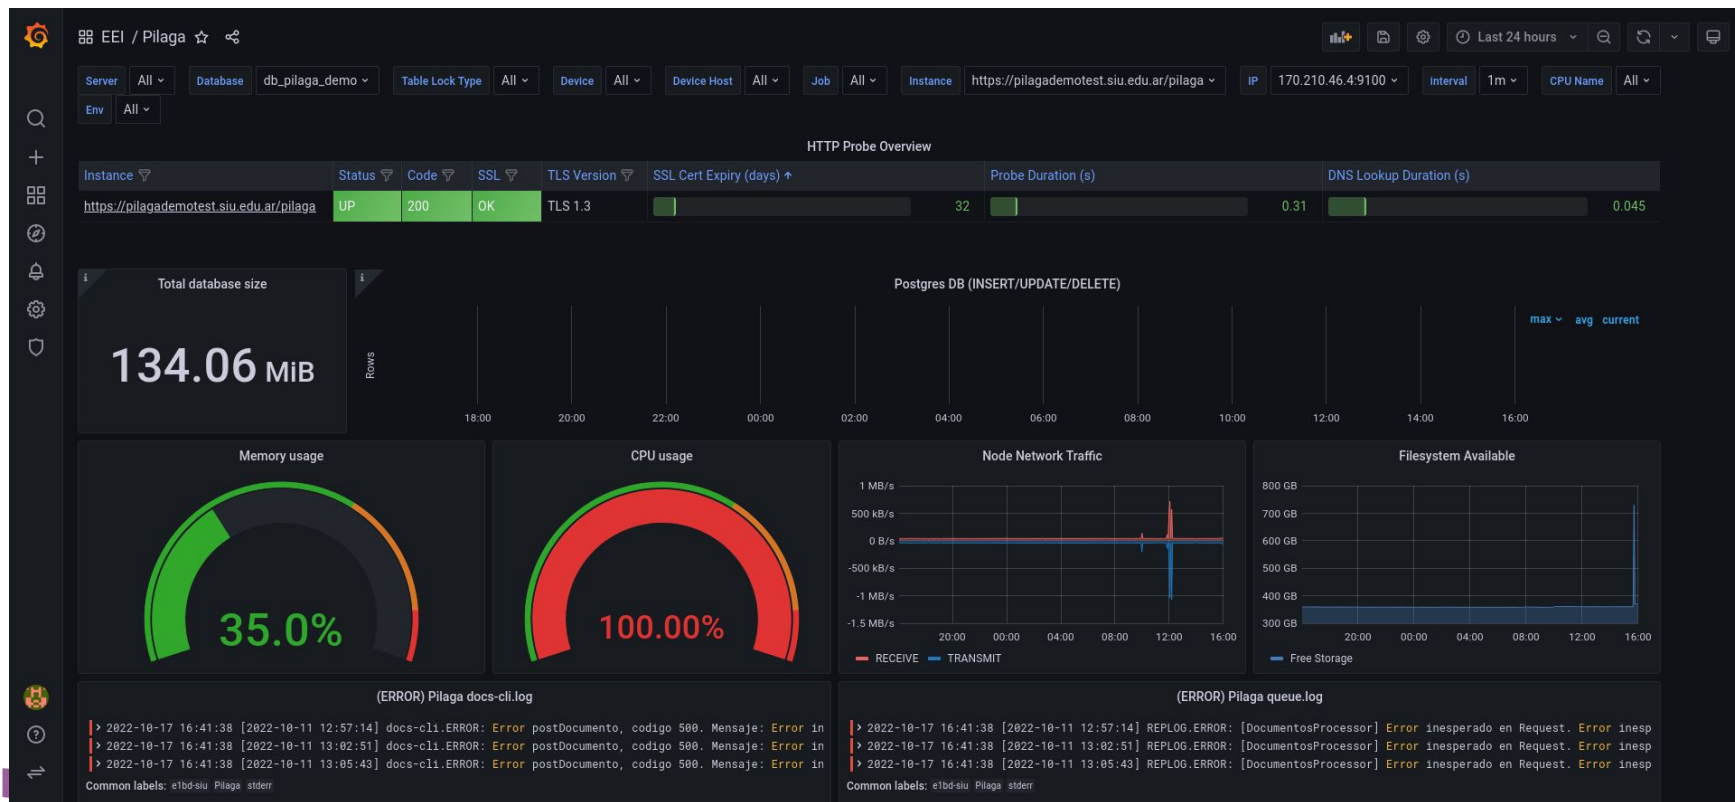 EEI / Pilaga
Last 24 hours
Server All Database db_pilaga_demo Table Lock Type All Device All Device Host All Job All Instance https://pilagademotest.siu.edu.ar/pilaga IP 170.210.46.4:9100 interval 1m CPU Name All
Env All
HTTP Probe Overview
Instance Status Code SSL TLS Version SSL Cert Expiry (days) Probe Duration (s) DNS Lookup Duration (s)
https://pilagademotest.siu.edu.ar/pilaga UP 200 OK TLS 1.3 32 0.31 0.045
Total database size
134.06 MiB
Postgres DB (INSERT/UPDATE/DELETE)
max avg current
Rows
18:00 20:00 22:00 00:00 02:00 04:00 06:00 08:00 10:00 12:00 14:00 16:00
Memory usage
35.0%
CPU usage
100.00%
Node Network Traffic
1 MB/s
500 kB/s
0 B/s
-500 kB/s
-1 MB/s
-1.5 MB/s
20:00 00:00 04:00 08:00 12:00 16:00
RECEIVE TRANSMIT
Filesystem Available
800 GB
700 GB
600 GB
500 GB
400 GB
300 GB
20:00 00:00 04:00 08:00 12:00 16:00
Free Storage
(ERROR) Pilaga docs-cli.log
> 2022-10-17 16:41:38 [2022-10-11 12:57:14] docs-cli.ERROR: Error postDocumento, codigo 500. Mensaje: Error in
> 2022-10-17 16:41:38 [2022-10-11 13:02:51] docs-cli.ERROR: Error postDocumento, codigo 500. Mensaje: Error in
> 2022-10-17 16:41:38 [2022-10-11 13:05:43] docs-cli.ERROR: Error postDocumento, codigo 500. Mensaje: Error in
Common labels: e1bd-siu Pilaga stderr
(ERROR) Pilaga queue.log
> 2022-10-17 16:41:38 [2022-10-11 12:57:14] REPLOG.ERROR: [DocumentosProcessor] Error inesperado en Request. Error inesp
> 2022-10-17 16:41:38 [2022-10-11 13:02:51] REPLOG.ERROR: [DocumentosProcessor] Error inesperado en Request. Error inesp
> 2022-10-17 16:41:38 [2022-10-11 13:05:43] REPLOG.ERROR: [DocumentosProcessor] Error inesperado en Request. Error inesp
Common labels: e1bd-siu Pilaga stderr